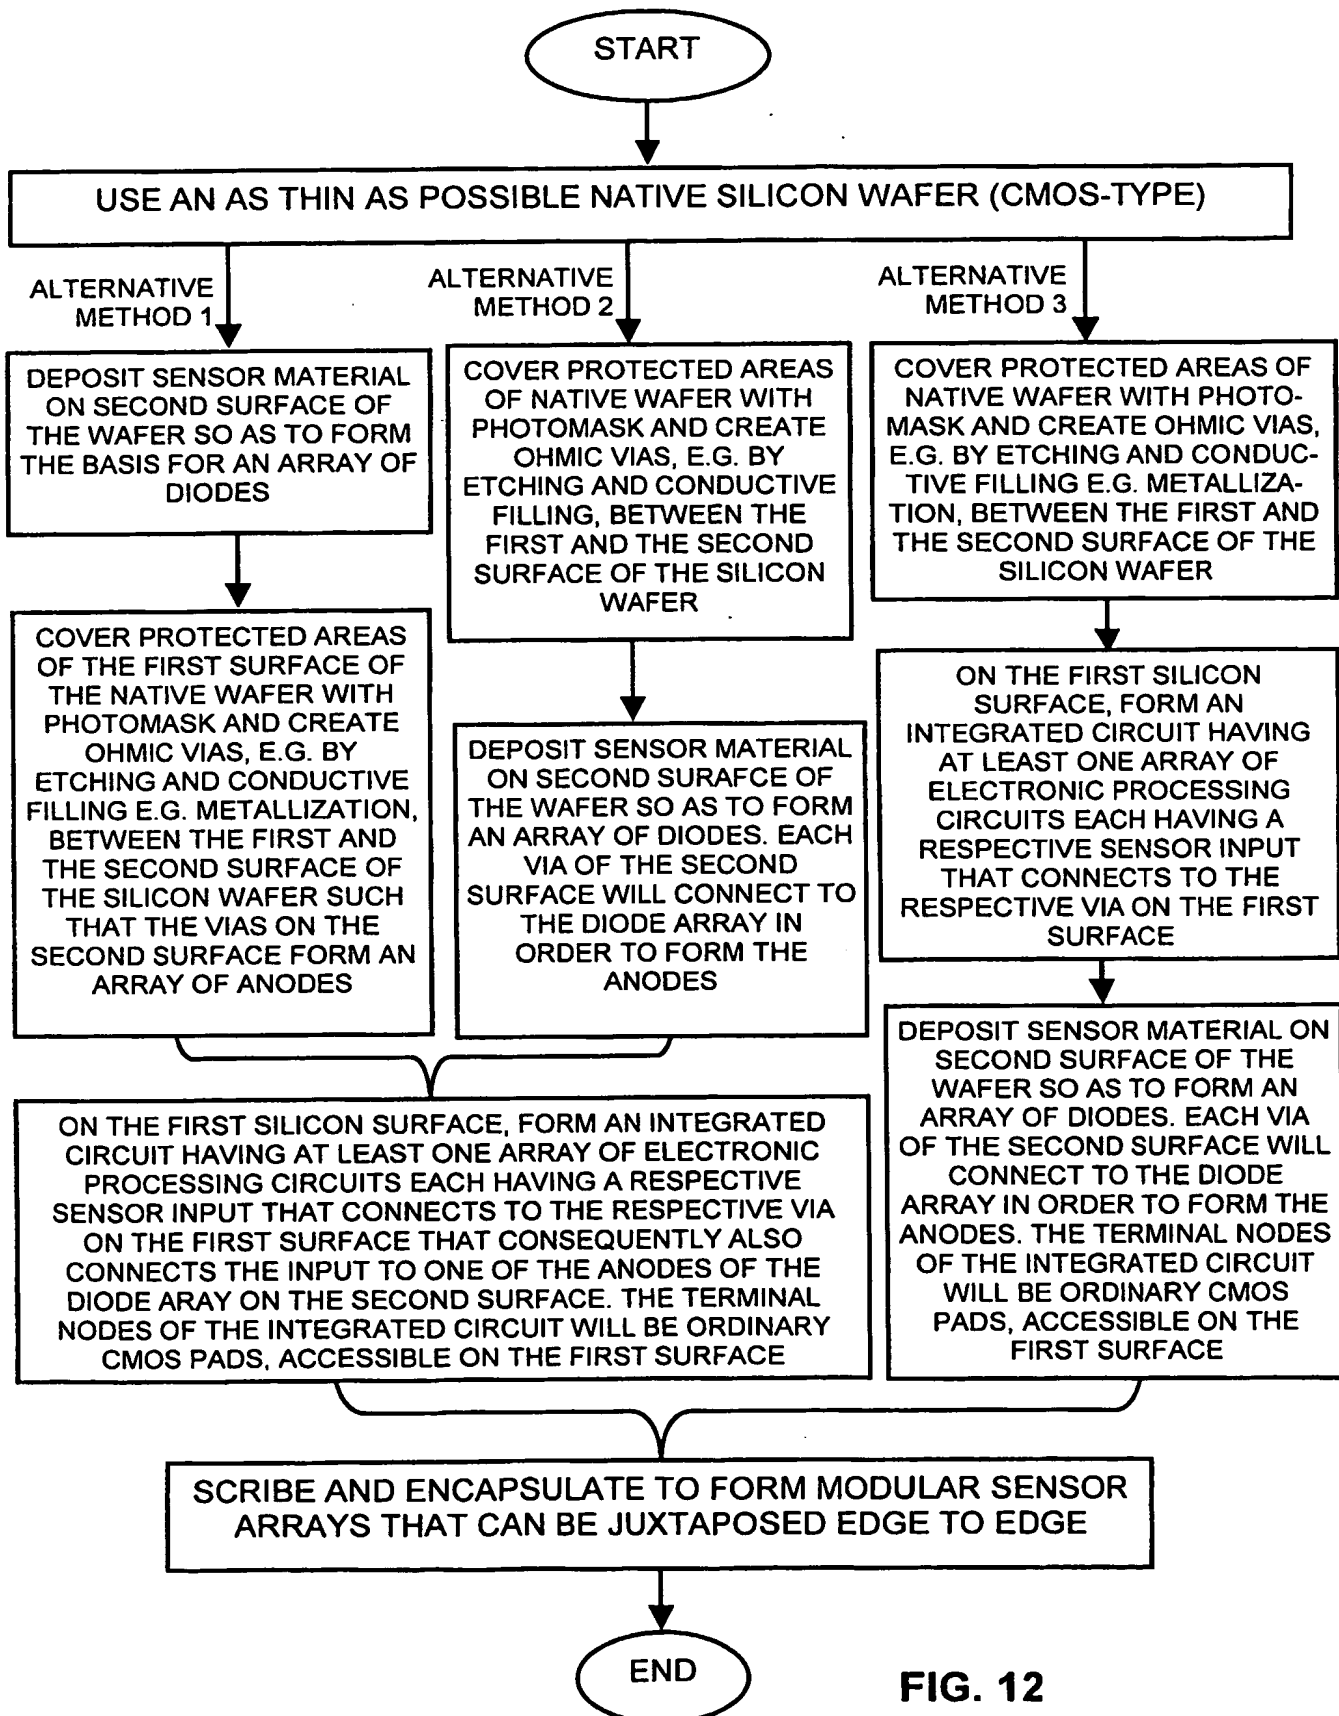 START
USE AN AS THIN AS POSSIBLE NATIVE SILICON WAFER (CMOS-TYPE)
ALTERNATIVE
METHOD 1
DEPOSIT SENSOR MATERIAL
ON SECOND SURFACE OF
THE WAFER SO AS TO FORM
THE BASIS FOR AN ARRAY OF
DIODES
COVER PROTECTED AREAS
OF THE FIRST SURFACE OF
THE NATIVE WAFER WITH
PHOTOMASK AND CREATE
OHMIC VIAS, E.G. BY
ETCHING AND CONDUCTIVE
FILLING E.G. METALLIZATION,
BETWEEN THE FIRST AND
THE SECOND SURFACE OF
THE SILICON WAFER SUCH
THAT THE VIAS ON THE
SECOND SURFACE FORM AN
ARRAY OF ANODES
ALTERNATIVE
METHOD 2
COVER PROTECTED AREAS
OF NATIVE WAFER WITH
PHOTOMASK AND CREATE
OHMIC VIAS, E.G. BY
ETCHING AND CONDUCTIVE
FILLING, BETWEEN THE
FIRST AND THE SECOND
SURFACE OF THE SILICON
WAFER
DEPOSIT SENSOR MATERIAL
ON SECOND SURAFCE OF
THE WAFER SO AS TO FORM
AN ARRAY OF DIODES. EACH
VIA OF THE SECOND
SURFACE WILL CONNECT TO
THE DIODE ARRAY IN
ORDER TO FORM THE
ANODES
ON THE FIRST SILICON SURFACE, FORM AN INTEGRATED
CIRCUIT HAVING AT LEAST ONE ARRAY OF ELECTRONIC
PROCESSING CIRCUITS EACH HAVING A RESPECTIVE
SENSOR INPUT THAT CONNECTS TO THE RESPECTIVE VIA
ON THE FIRST SURFACE THAT CONSEQUENTLY ALSO
CONNECTS THE INPUT TO ONE OF THE ANODES OF THE
DIODE ARAY ON THE SECOND SURFACE. THE TERMINAL
NODES OF THE INTEGRATED CIRCUIT WILL BE ORDINARY
CMOS PADS, ACCESSIBLE ON THE FIRST SURFACE
ALTERNATIVE
METHOD 3
COVER PROTECTED AREAS OF
NATIVE WAFER WITH PHOTO-
MASK AND CREATE OHMIC VIAS,
E.G. BY ETCHING AND CONDUC-
TIVE FILLING E.G. METALLIZA-
TION, BETWEEN THE FIRST AND
THE SECOND SURFACE OF THE
SILICON WAFER
ON THE FIRST SILICON
SURFACE, FORM AN
INTEGRATED CIRCUIT HAVING
AT LEAST ONE ARRAY OF
ELECTRONIC PROCESSING
CIRCUITS EACH HAVING A
RESPECTIVE SENSOR INPUT
THAT CONNECTS TO THE
RESPECTIVE VIA ON THE FIRST
SURFACE
DEPOSIT SENSOR MATERIAL ON
SECOND SURFACE OF THE
WAFER SO AS TO FORM AN
ARRAY OF DIODES. EACH VIA
OF THE SECOND SURFACE WILL
CONNECT TO THE DIODE
ARRAY IN ORDER TO FORM THE
ANODES. THE TERMINAL NODES
OF THE INTEGRATED CIRCUIT
WILL BE ORDINARY CMOS
PADS, ACCESSIBLE ON THE
FIRST SURFACE
SCRIBE AND ENCAPSULATE TO FORM MODULAR SENSOR
ARRAYS THAT CAN BE JUXTAPOSED EDGE TO EDGE
END
FIG. 12